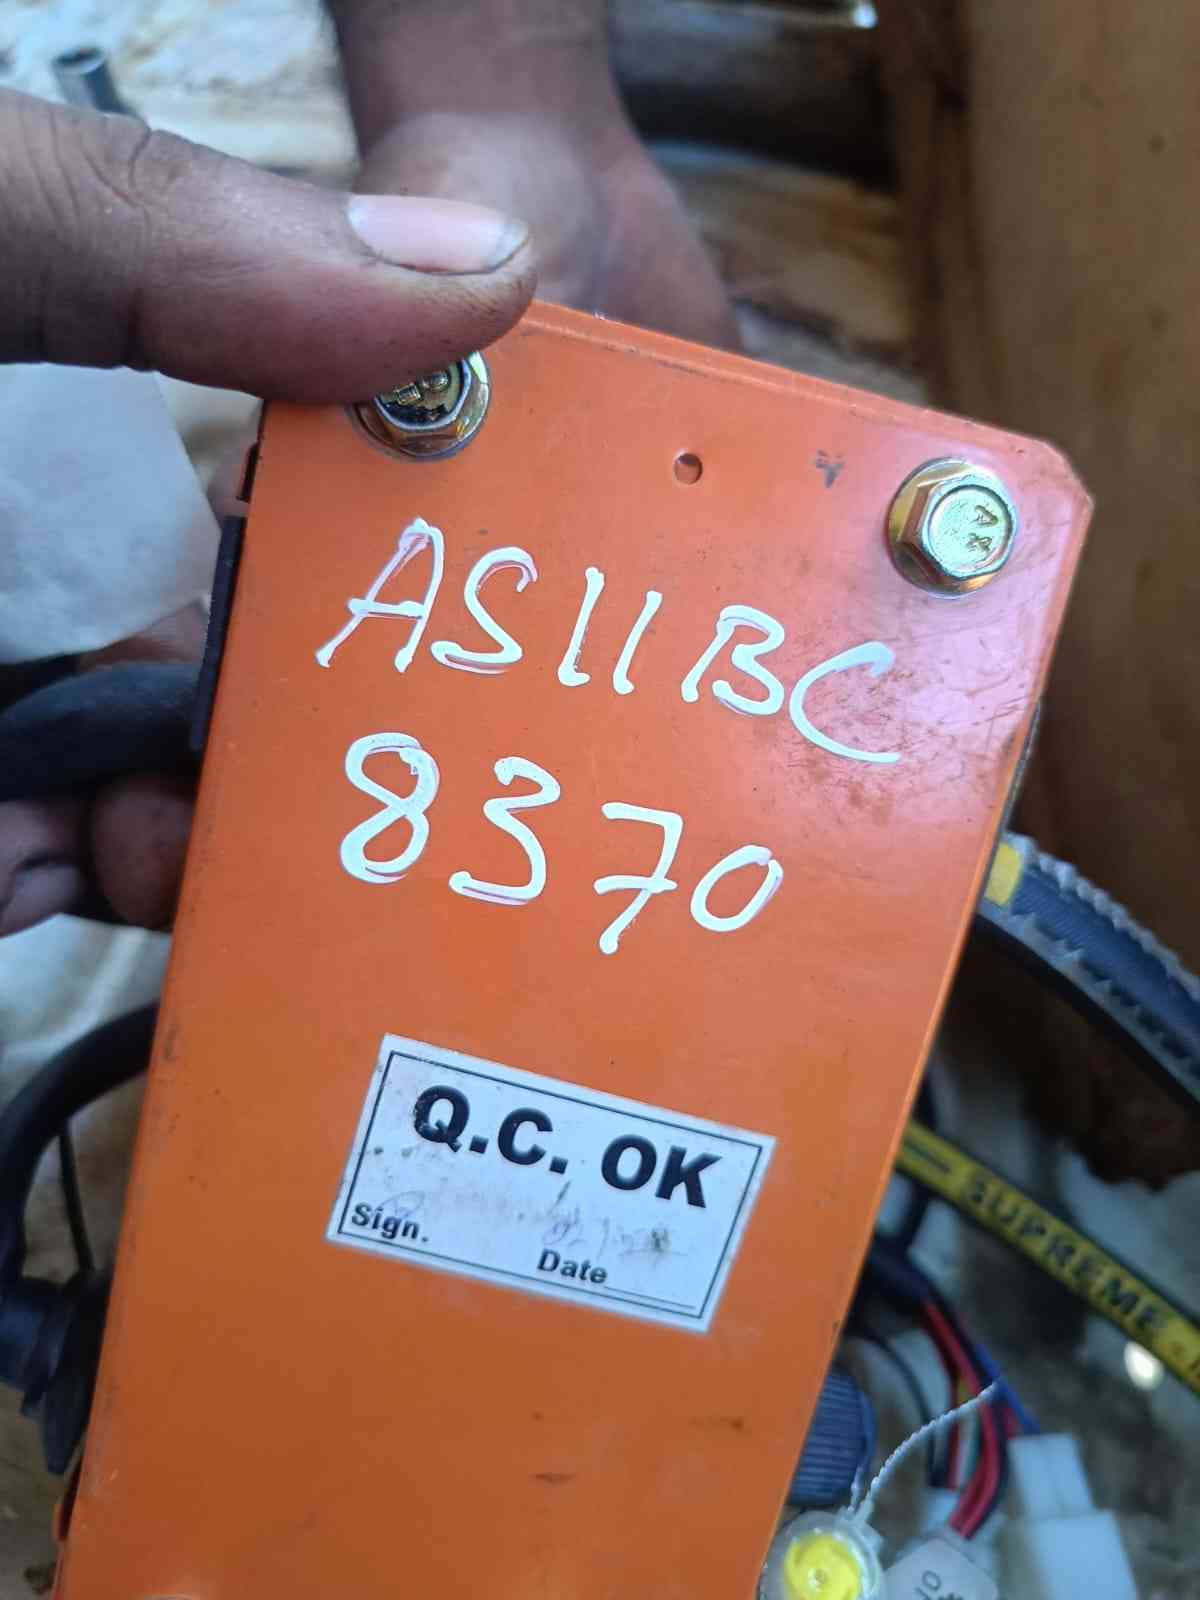 AS11BC
8370
Q.C. OK
Sign.
Date
SUPREME